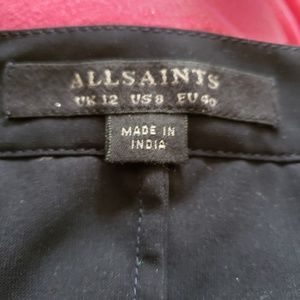 ALLSAINTS
UK 12 US 8 EU 40
MADE IN
INDIA